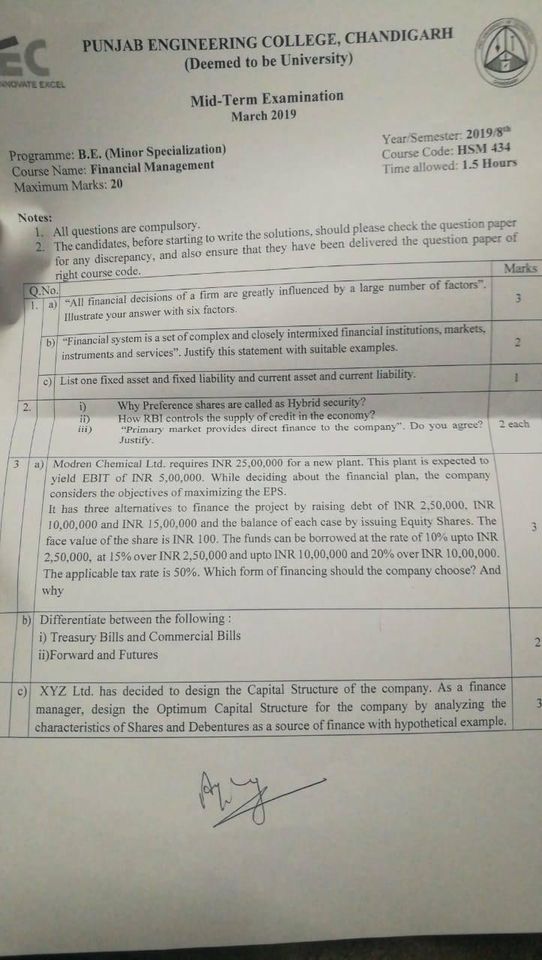 EC
INNOVATE EXCEL
PUNJAB ENGINEERING COLLEGE, CHANDIGARH
(Deemed to be University)
Mid-Term Examination
March 2019
Programme: B.E. (Minor Specialization)
Course Name: Financial Management
Maximum Marks: 20
Year/Semester: 2019/8th
Course Code: HSM 434
Time allowed: 1.5 Hours
Notes:
1. All questions are compulsory.
2. The candidates, before starting to write the solutions, should please check the question paper
for any discrepancy, and also ensure that they have been delivered the question paper of
right course code.
Q.No. Marks
1. a) "All financial decisions of a firm are greatly influenced by a large number of factors".
Illustrate your answer with six factors. 3
b) "Financial system is a set of complex and closely intermixed financial institutions, markets,
instruments and services". Justify this statement with suitable examples. 2
c) List one fixed asset and fixed liability and current asset and current liability. 1
2. i) Why Preference shares are called as Hybrid security?
ii) How RBI controls the supply of credit in the economy?
iii) "Primary market provides direct finance to the company". Do you agree? 2 each
Justify.
3 a) Modren Chemical Ltd. requires INR 25,00,000 for a new plant. This plant is expected to
yield EBIT of INR 5,00,000. While deciding about the financial plan, the company
considers the objectives of maximizing the EPS.
It has three alternatives to finance the project by raising debt of INR 2,50,000, INR
10,00,000 and INR 15,00,000 and the balance of each case by issuing Equity Shares. The
face value of the share is INR 100. The funds can be borrowed at the rate of 10% upto INR 3
2,50,000, at 15% over INR 2,50,000 and upto INR 10,00,000 and 20% over INR 10,00,000.
The applicable tax rate is 50%. Which form of financing should the company choose? And
why
b) Differentiate between the following :
i) Treasury Bills and Commercial Bills 2
ii)Forward and Futures
c) XYZ Ltd. has decided to design the Capital Structure of the company. As a finance
manager, design the Optimum Capital Structure for the company by analyzing the 3
characteristics of Shares and Debentures as a source of finance with hypothetical example.